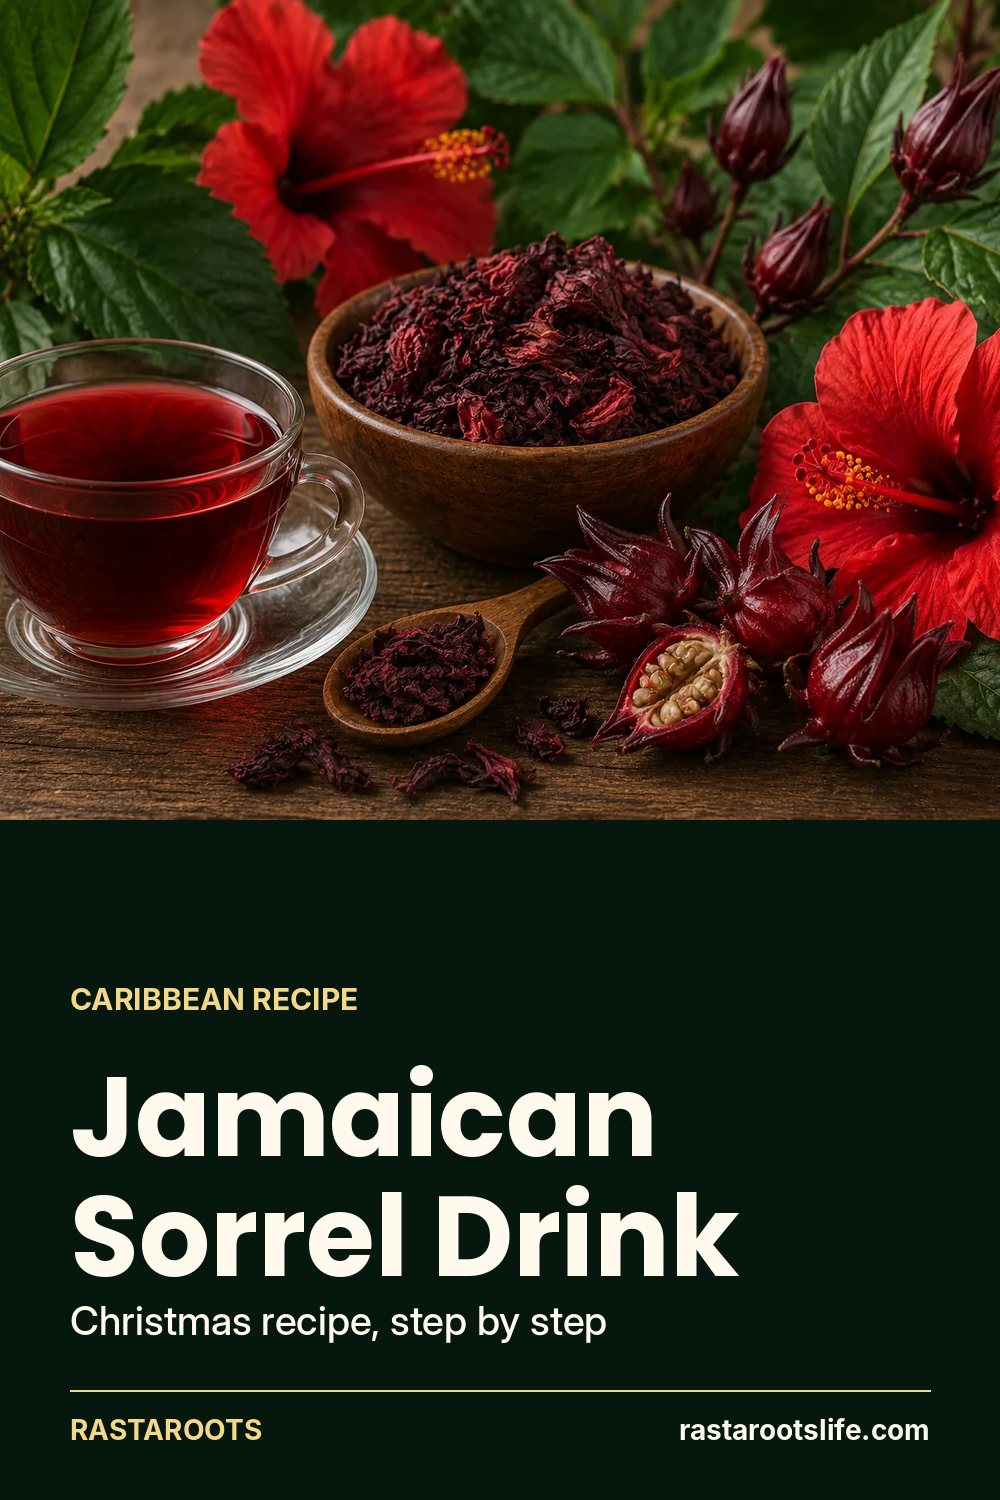 CARIBBEAN RECIPE
Jamaican
Sorrel Drink
Christmas recipe, step by step
RASTAROOTS
rastarootslife.com